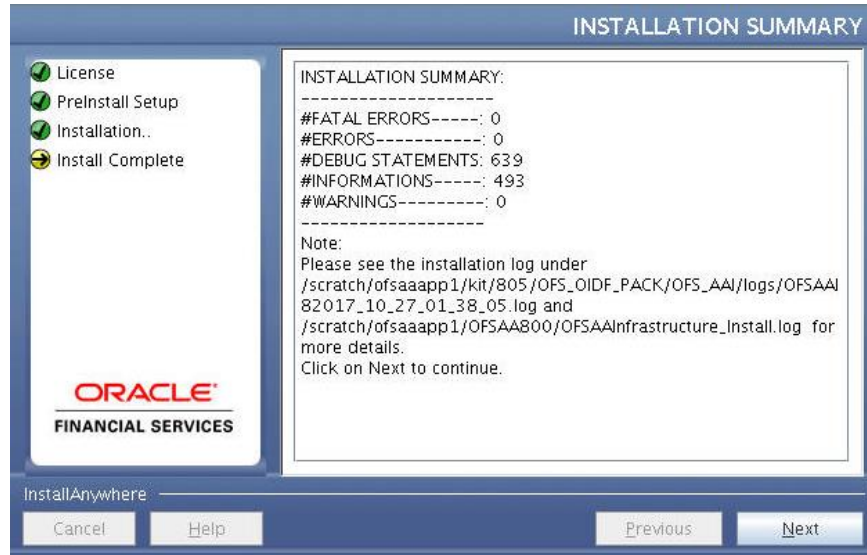 INSTALLATION SUMMARY
License
PreInstall Setup
Installation..
Install Complete
ORACLE
FINANCIAL SERVICES
INSTALLATION SUMMARY:
--------------------
#FATAL ERRORS-----: 0
#ERRORS-----------: 0
#DEBUG STATEMENTS: 639
#INFORMATIONS-----: 493
#WARNINGS---------: 0
-------------------
Note:
Please see the installation log under
/scratch/ofsaaapp1/kit/805/OFS_OIDF_PACK/OFS_AAI/logs/OFSAAI
82017_10_27_01_38_05.log and
/scratch/ofsaaapp1/OFSAA800/OFSAAInfrastructure_Install.log for
more details.
Click on Next to continue.
InstallAnywhere
Cancel
Help
Previous
Next